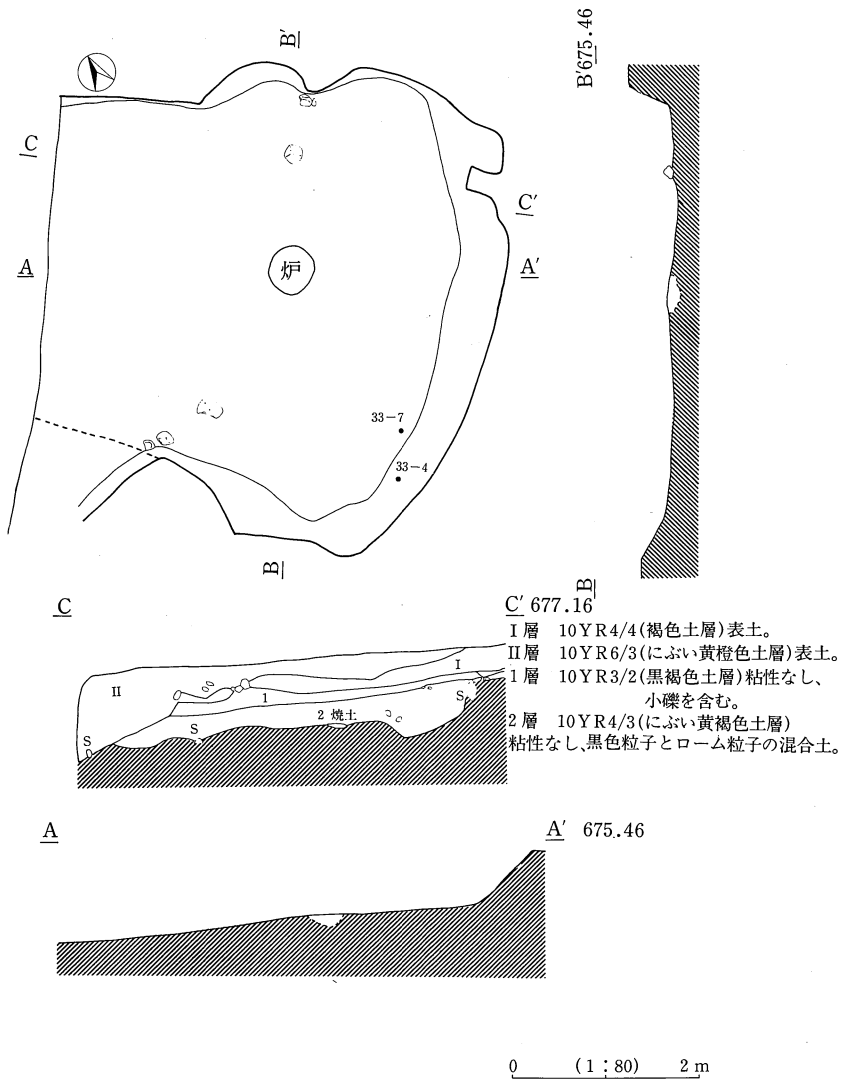 B'
B'675.46
C
C'
A
炉
A'
33-7
33-4
B
B
C
C' 677.16
Ⅰ層 10YR4/4(褐色土層)表土。
Ⅱ層 10YR6/3(にぶい黄橙色土層)表土。
1層 10YR3/2(黒褐色土層)粘性なし、
小礫を含む。
2層 10YR4/3(にぶい黄褐色土層)
粘性なし、黒色粒子とローム粒子の混合土。
Ⅰ
Ⅱ
1
S
2 焼土
S
S
A
A' 675.46
0 (1:80) 2m